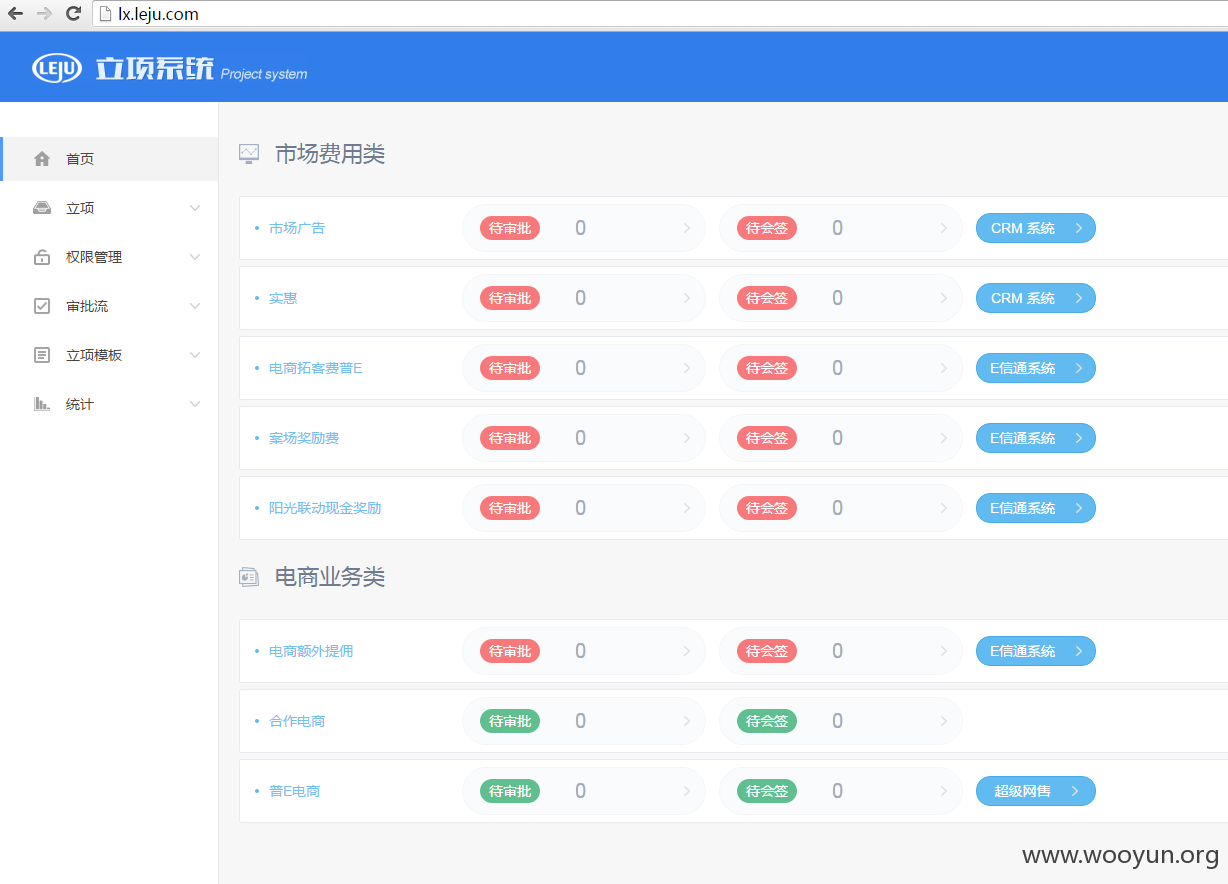 lx.leju.com
LEJU 立项系统 Project system
首页
立项
权限管理
审批流
立项模板
统计
市场费用类
市场广告 待审批 0 待会签 0 CRM 系统
实惠 待审批 0 待会签 0 CRM 系统
电商拓客费普E 待审批 0 待会签 0 E信通系统
案场奖励费 待审批 0 待会签 0 E信通系统
阳光联动现金奖励 待审批 0 待会签 0 E信通系统
电商业务类
电商额外提佣 待审批 0 待会签 0 E信通系统
合作电商 待审批 0 待会签 0
普E电商 待审批 0 待会签 0 超级网售
www.wooyun.org